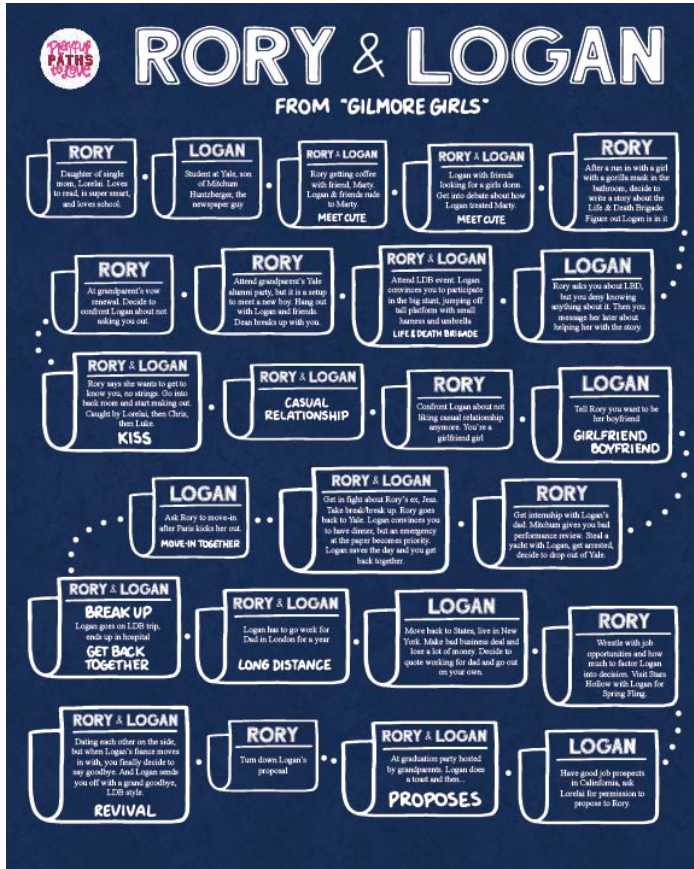 Playful
PATHS
to Love
RORY & LOGAN
FROM "GILMORE GIRLS"
RORY
Daughter of single
mom, Lorelai. Loves
to read, is super smart,
and loves school.
LOGAN
Student at Yale, son
of Mitchum
Huntzberger, the
newspaper guy
RORY & LOGAN
Rory getting coffee
with friend, Marty.
Logan & friends rude
to Marty.
MEET CUTE
RORY & LOGAN
Logan with friends
looking for a girls dorm.
Get into debate about how
Logan treated Marty.
MEET CUTE
RORY
After a run in with a girl
with a gorilla mask in the
bathroom, decide to
write a story about the
Life & Death Brigade.
Figure out Logan is in it
LOGAN
Rory asks you about LBD,
but you deny knowing
anything about it. Then you
message her later about
helping her with the story.
RORY & LOGAN
Attend LDB event. Logan
convinces you to participate
in the big stunt, jumping off
tall platform with small
harness and umbrella
LIFE & DEATH BRIGADE
RORY
Attend grandparent's Yale
alumni party, but it is a setup
to meet a new boy. Hang out
with Logan and friends.
Dean breaks up with you.
RORY
At grandparent's vow
renewal. Decide to
confront Logan about not
asking you out.
RORY & LOGAN
Rory says she wants to get to
know you, no strings. Go into
back room and start making out.
Caught by Lorelai, then Chris,
then Luke.
KISS
RORY & LOGAN
CASUAL
RELATIONSHIP
RORY
Confront Logan about not
liking casual relationship
anymore. You're a
girlfriend girl
LOGAN
Tell Rory you want to be
her boyfriend
GIRLFRIEND
BOYFRIEND
RORY
Get internship with Logan's
dad. Mitchum gives you bad
performance review. Steal a
yacht with Logan, get arrested,
decide to drop out of Yale.
RORY & LOGAN
Get in fight about Rory's ex, Jess.
Take break/break up. Rory goes
back to Yale. Logan convinces you
to have dinner, but an emergency
at the paper becomes priority.
Logan saves the day and you get
back together.
LOGAN
Ask Rory to move-in
after Paris kicks her out.
MOVE-IN TOGETHER
RORY & LOGAN
BREAK UP
Logan goes on LDB trip,
ends up in hospital
GET BACK
TOGETHER
RORY & LOGAN
Logan has to go work for
Dad in London for a year
LONG DISTANCE
LOGAN
Move back to States, live in New
York. Make bad business deal and
lose a lot of money. Decide to
quote working for dad and go out
on your own.
RORY
Wrestle with job
opportunities and how
much to factor Logan
into decision. Visit Stars
Hollow with Logan for
Spring Fling.
LOGAN
Have good job prospects
in Calinfornia, ask
Lorelai for permission to
propose to Rory.
RORY & LOGAN
At graduation party hosted
by grandparents. Logan does
a toast and then...
PROPOSES
RORY
Turn down Logan's
proposal
RORY & LOGAN
Dating each other on the side,
but when Logan's fiance moves
in with, you finally decide to
say goodbye. And Logan sends
you off with a grand goodbye,
LDB style.
REVIVAL